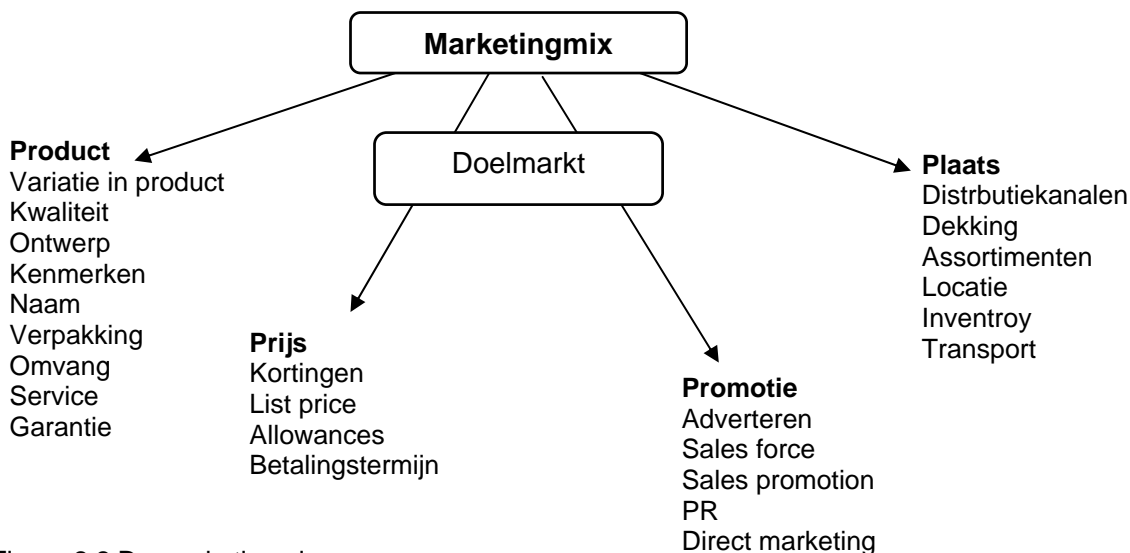 Marketingmix
Doelmarkt
Product
Variatie in product
Kwaliteit
Ontwerp
Kenmerken
Naam
Verpakking
Omvang
Service
Garantie
Prijs
Kortingen
List price
Allowances
Betalingstermijn
Promotie
Adverteren
Sales force
Sales promotion
PR
Direct marketing
Plaats
Distrbutiekanalen
Dekking
Assortimenten
Locatie
Inventroy
Transport